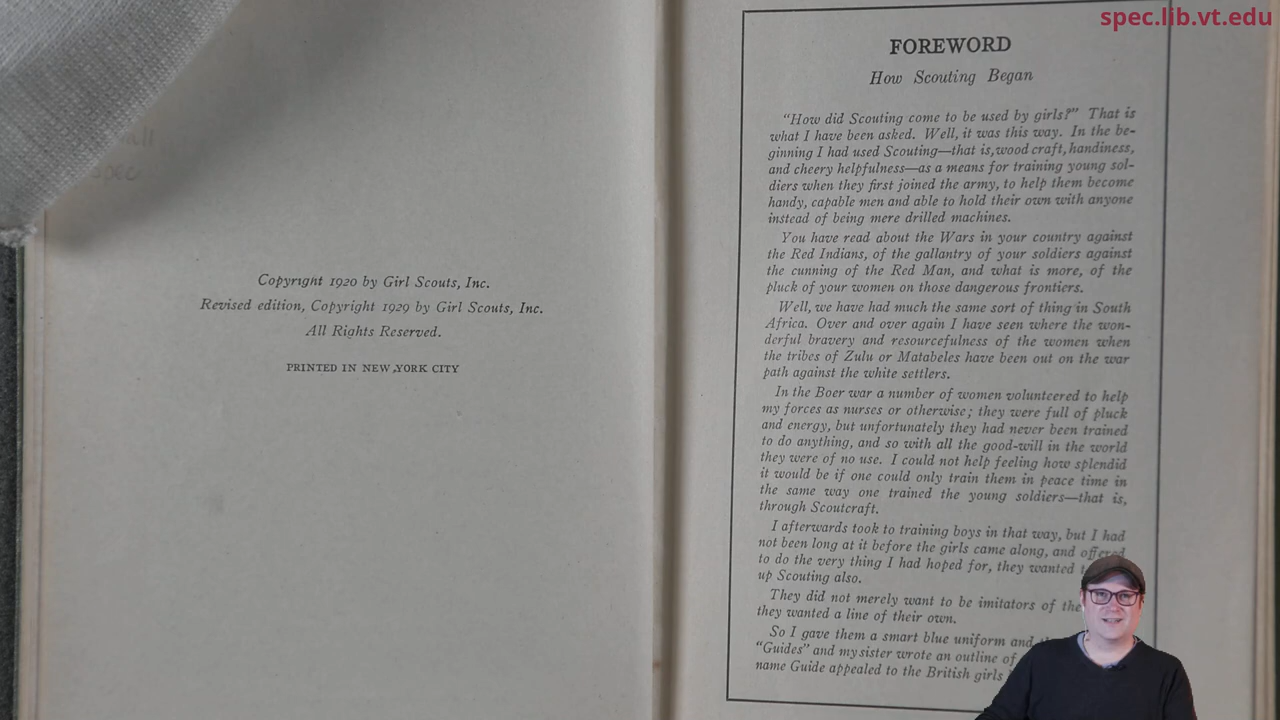 spec.lib.vt.edu
Copyright 1920 by Girl Scouts, Inc.
Revised edition, Copyright 1929 by Girl Scouts, Inc.
All Rights Reserved.
PRINTED IN NEW YORK CITY
FOREWORD
How Scouting Began
“How did Scouting come to be used by girls?” That is
what I have been asked. Well, it was this way. In the be-
ginning I had used Scouting—that is, wood craft, handiness,
and cheery helpfulness—as a means for training young sol-
diers when they first joined the army, to help them become
handy, capable men and able to hold their own with anyone
instead of being mere drilled machines.
You have read about the Wars in your country against
the Red Indians, of the gallantry of your soldiers against
the cunning of the Red Man, and what is more, of the
pluck of your women on those dangerous frontiers.
Well, we have had much the same sort of thing in South
Africa. Over and over again I have seen where the won-
derful bravery and resourcefulness of the women when
the tribes of Zulu or Matabeles have been out on the war
path against the white settlers.
In the Boer war a number of women volunteered to help
my forces as nurses or otherwise; they were full of pluck
and energy, but unfortunately they had never been trained
to do anything, and so with all the good-will in the world
they were of no use. I could not help feeling how splendid
it would be if one could only train them in peace time in
the same way one trained the young soldiers—that is,
through Scoutcraft.
I afterwards took to training boys in that way, but I had
not been long at it before the girls came along, and offered
to do the very thing I had hoped for, they wanted
up Scouting also.
They did not merely want to be imitators of the
they wanted a line of their own.
So I gave them a smart blue uniform and
“Guides” and my sister wrote an outline of
name Guide appealed to the British girls